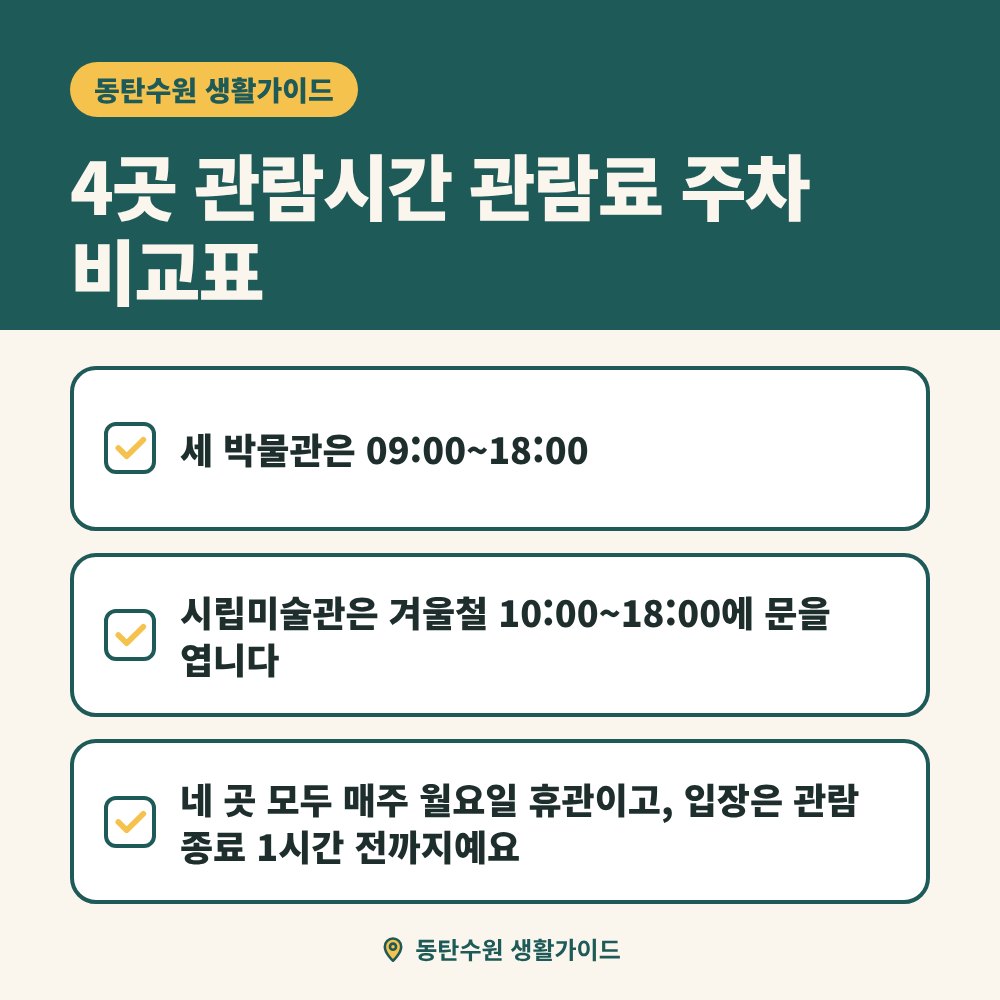 동탄수원 생활가이드
4곳 관람시간 관람료 주차
비교표
세 박물관은 09:00~18:00
시립미술관은 겨울철 10:00~18:00에 문을
엽니다
네 곳 모두 매주 월요일 휴관이고, 입장은 관람
종료 1시간 전까지예요
동탄수원 생활가이드